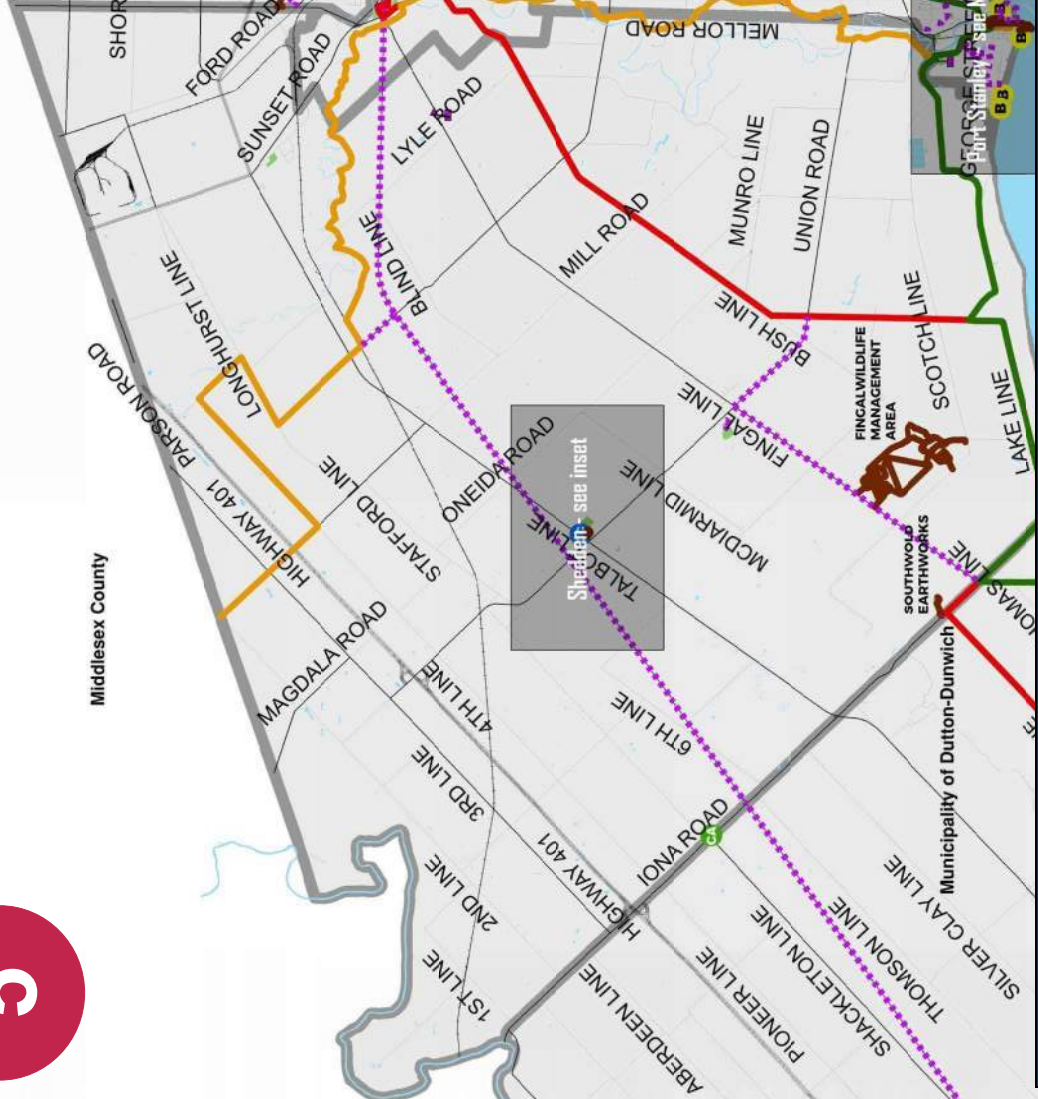 SHOR
FORD ROAD
SUNSET ROAD
MELLOR ROAD
LYLE ROAD
GEORGE STREET
Port Stanley - see
B
B
B
B
MUNRO LINE
UNION ROAD
MILL ROAD
BLIND LINE
LONGHURST LINE
BUSH LINE
SCOTCH LINE
FINGALWILDLIFE
MANAGEMENT
AREA
PARSON ROAD
FINGAL LINE
LAKE LINE
ONEIDA ROAD
Shedden - see inset
STAFFORD LINE
MCDIARMID LINE
HIGHWAY 401
TALBOT LINE
SOUTHWOLD
EARTHWORKS
Middlesex County
MAGDALA ROAD
4TH LINE
6TH LINE
3RD LINE
HIGHWAY 401
IONA ROAD
CA
Municipality of Dutton-Dunwich
2ND LINE
1ST LINE
SILVER CLAY LINE
THOMSON LINE
SHACKLETON LINE
PIONEER LINE
ABERDEEN LINE
C